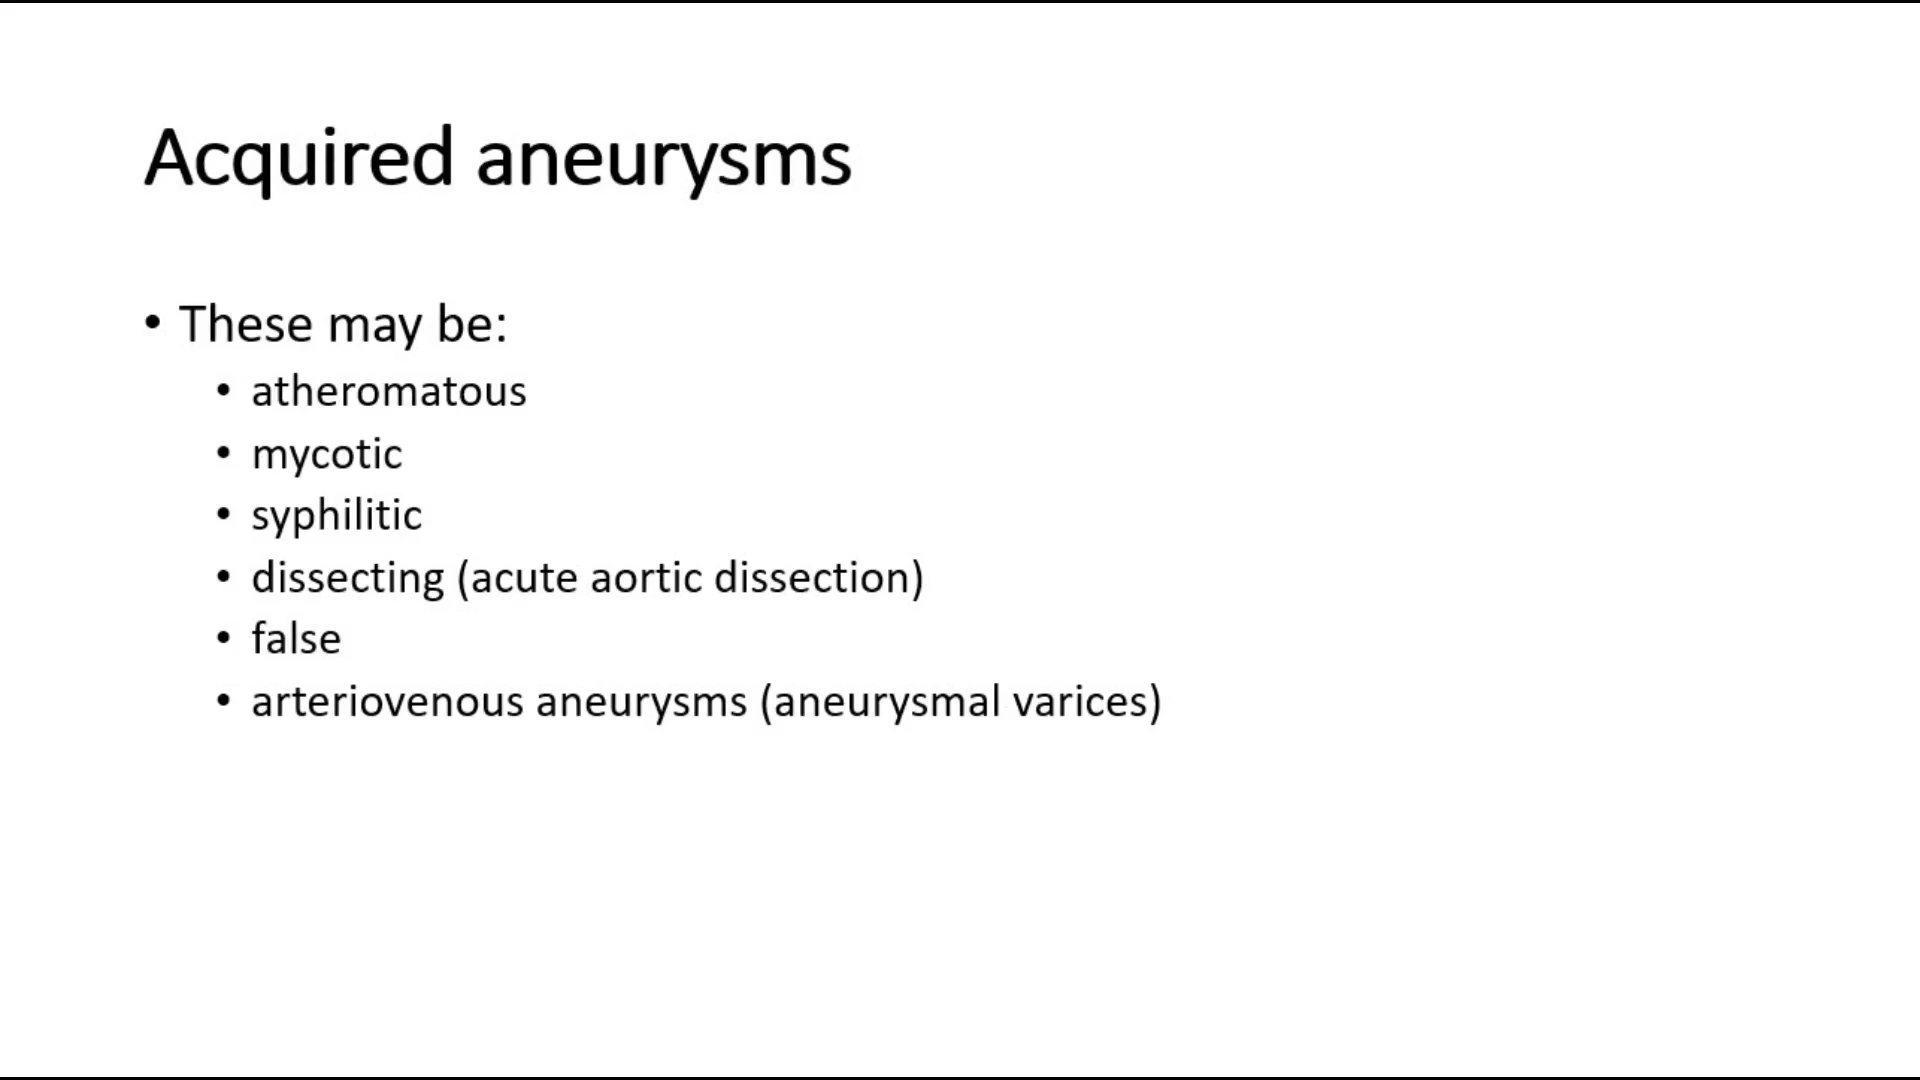 Acquired aneurysms
• These may be:
• atheromatous
• mycotic
• syphilitic
• dissecting (acute aortic dissection)
• false
• arteriovenous aneurysms (aneurysmal varices)